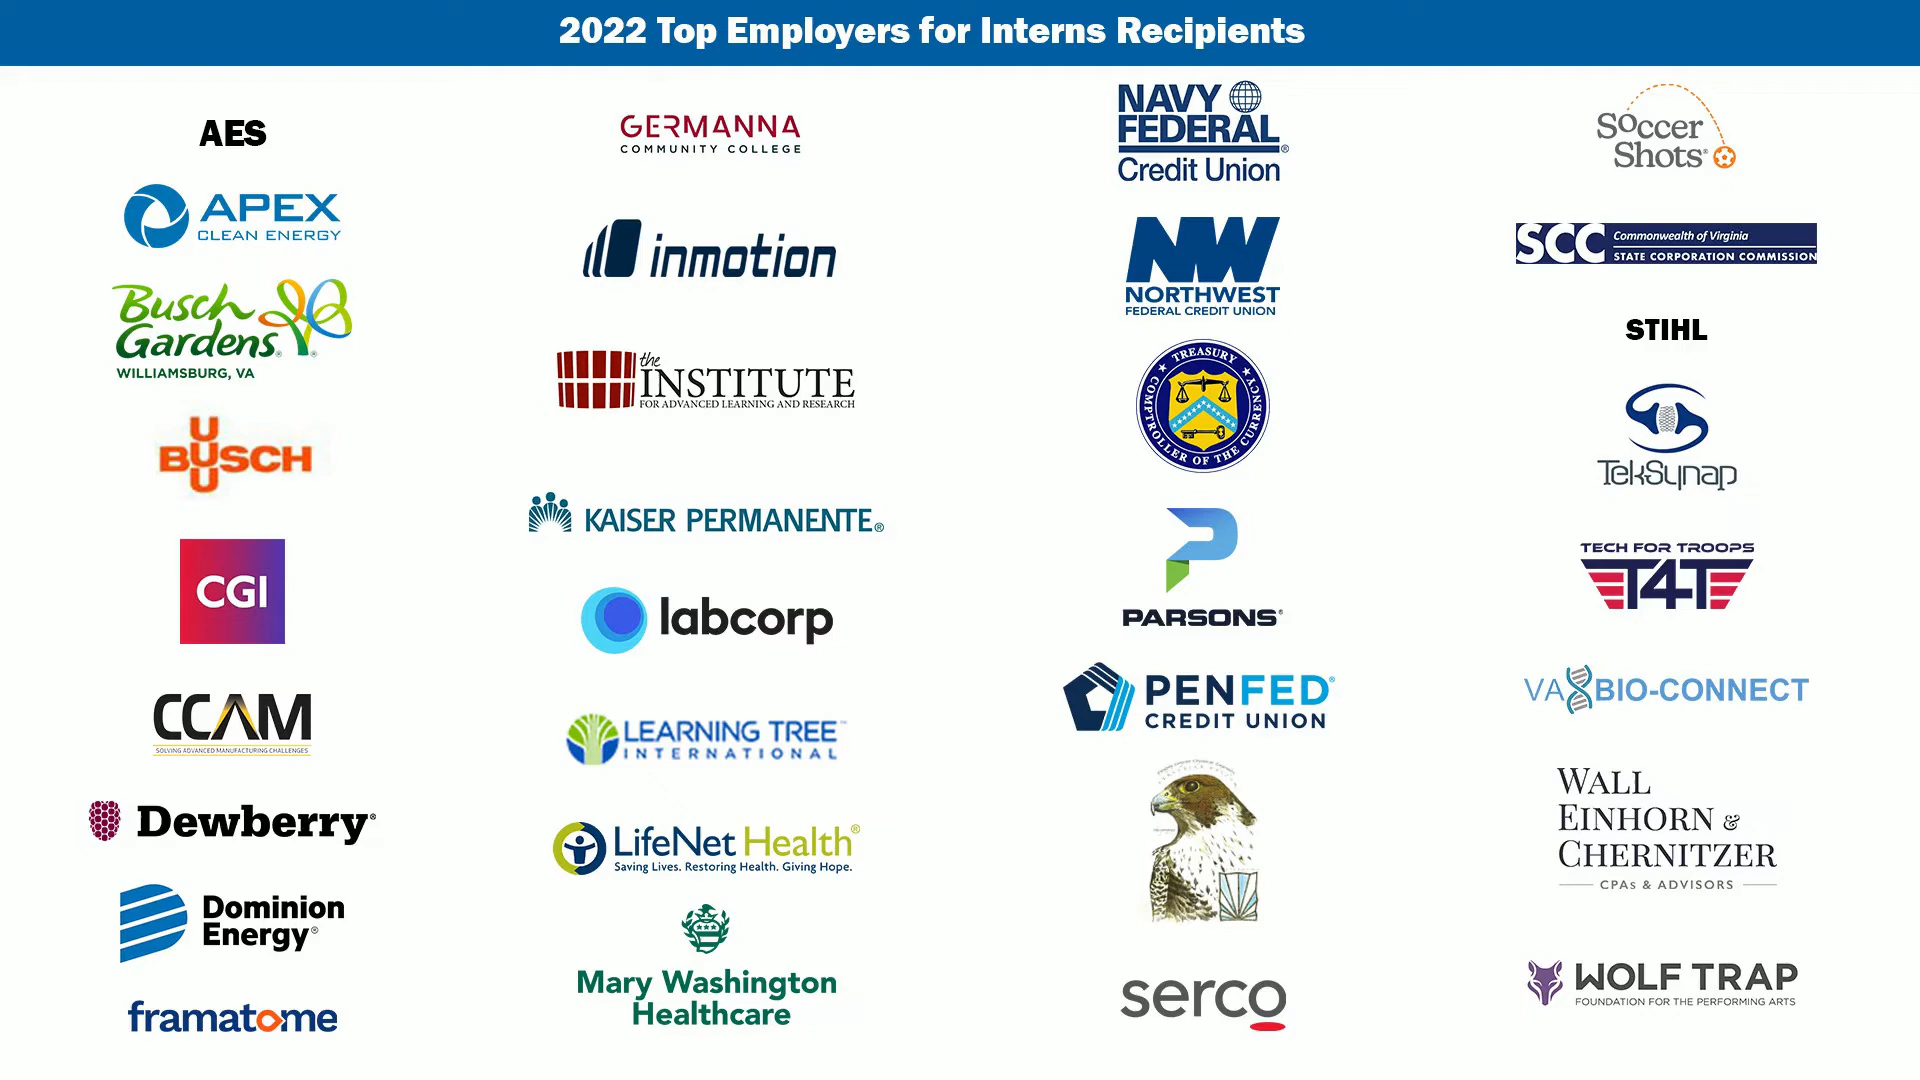 2022 Top Employers for Interns Recipients
AES
APEX
CLEAN ENERGY
Busch
Gardens®
WILLIAMSBURG, VA
BUSCH
CGI
CCAM
SOLVING ADVANCED MANUFACTURING CHALLENGES
Dewberry®
Dominion
Energy®
framatome
GERMANNA
COMMUNITY COLLEGE
inmotion
the
INSTITUTE
FOR ADVANCED LEARNING AND RESEARCH
KAISER PERMANENTE®
labcorp
LEARNING TREE™
INTERNATIONAL
LifeNet Health®
Saving Lives. Restoring Health. Giving Hope.
Mary Washington
Healthcare
NAVY
FEDERAL®
Credit Union
NW
NORTHWEST
FEDERAL CREDIT UNION
TREASURY
COMPTROLLER OF THE CURRENCY
PARSONS®
PENFED®
CREDIT UNION
serco
Soccer
Shots®
SCC Commonwealth of Virginia
STATE CORPORATION COMMISSION
STIHL
TekSynap
TECH FOR TROOPS
T4T
VA BIO-CONNECT
WALL
EINHORN &
CHERNITZER
CPAs & ADVISORS
WOLF TRAP
FOUNDATION FOR THE PERFORMING ARTS